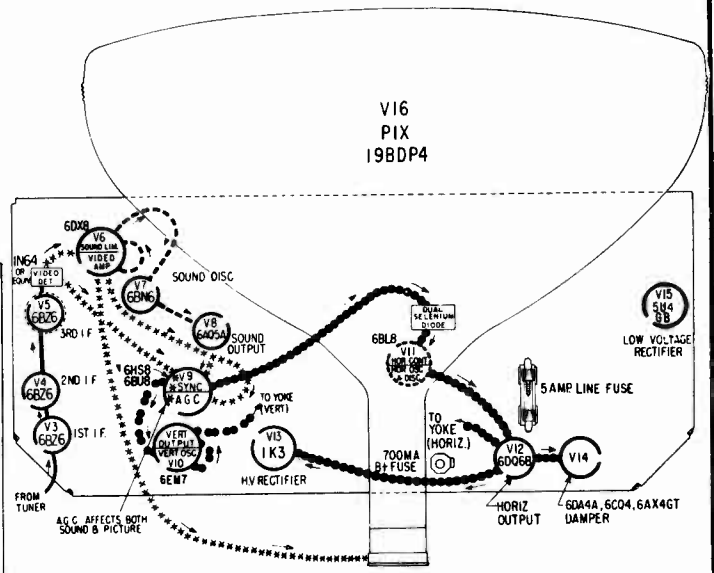 V16
PIX
19BDP4
6DX8
V6
SOUND LIM.
VIDEO
AMP
1N64
OR
EQUIV
VIDEO
DET
V7
6BN6
SOUND DISC
V8
6AQ5A
SOUND
OUTPUT
V5
6BZ6
3RD I.F.
V4
6BZ6
2ND I F
V3
6BZ6
1ST I.F.
FROM
TUNER
6HS8
6BU8
V9
SYNC
AGC
VERT
OUTPUT
VERT OSC
V10
6EM7
TO YOKE
(VERT)
V13
1K3
H.V RECTIFIER
A.G.C. AFFECTS BOTH
SOUND & PICTURE
DUAL
SELENIUM
DIODE
6BL8
V11
HOR CONT
HOR OSC
& DISC
TO
YOKE
(HORIZ.)
700MA
B+ FUSE
5 AMP LINE FUSE
V12
6DQ6B
HORIZ
OUTPUT
V14
6DA4A, 6CQ4, 6AX4GT
DAMPER
V15
5U4
GB
LOW VOLTAGE
RECTIFIER